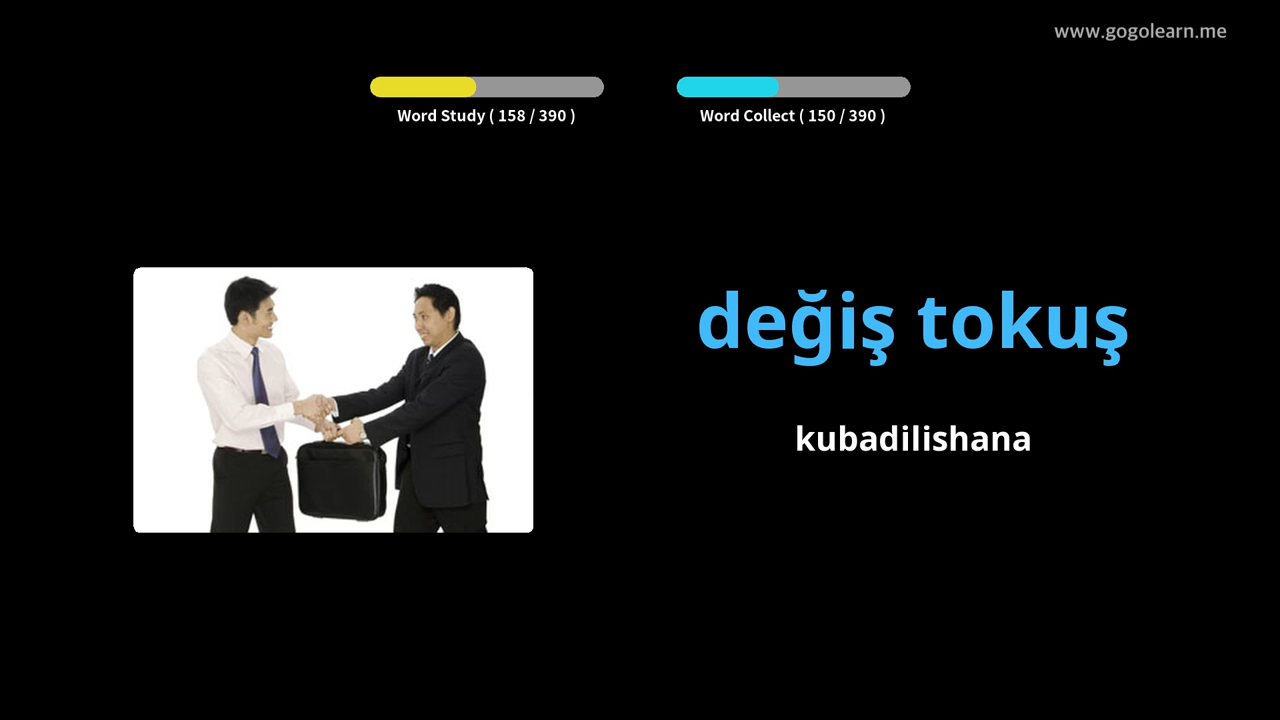 www.gogolearn.me
Word Study ( 158 / 390 )
Word Collect ( 150 / 390 )
değiş tokuş
kubadilishana